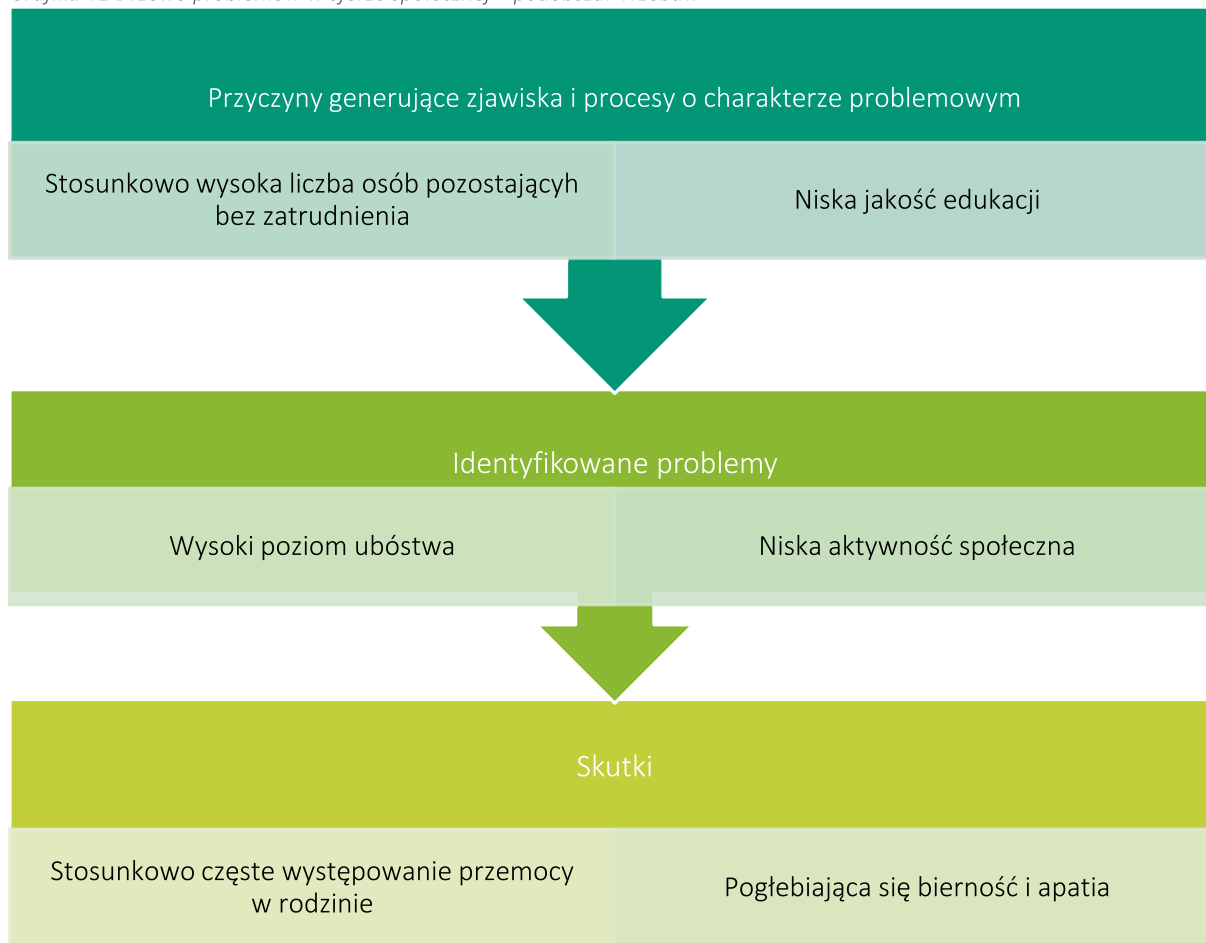 Przyczyny generujące zjawiska i procesy o charakterze problemowym
Stosunkowo wysoka liczba osób pozostającyh
bez zatrudnienia
Niska jakość edukacji
Identyfikowane problemy
Wysoki poziom ubóstwa
Niska aktywność społeczna
Skutki
Stosunkowo częste występowanie przemocy
w rodzinie
Pogłebiająca się bierność i apatia